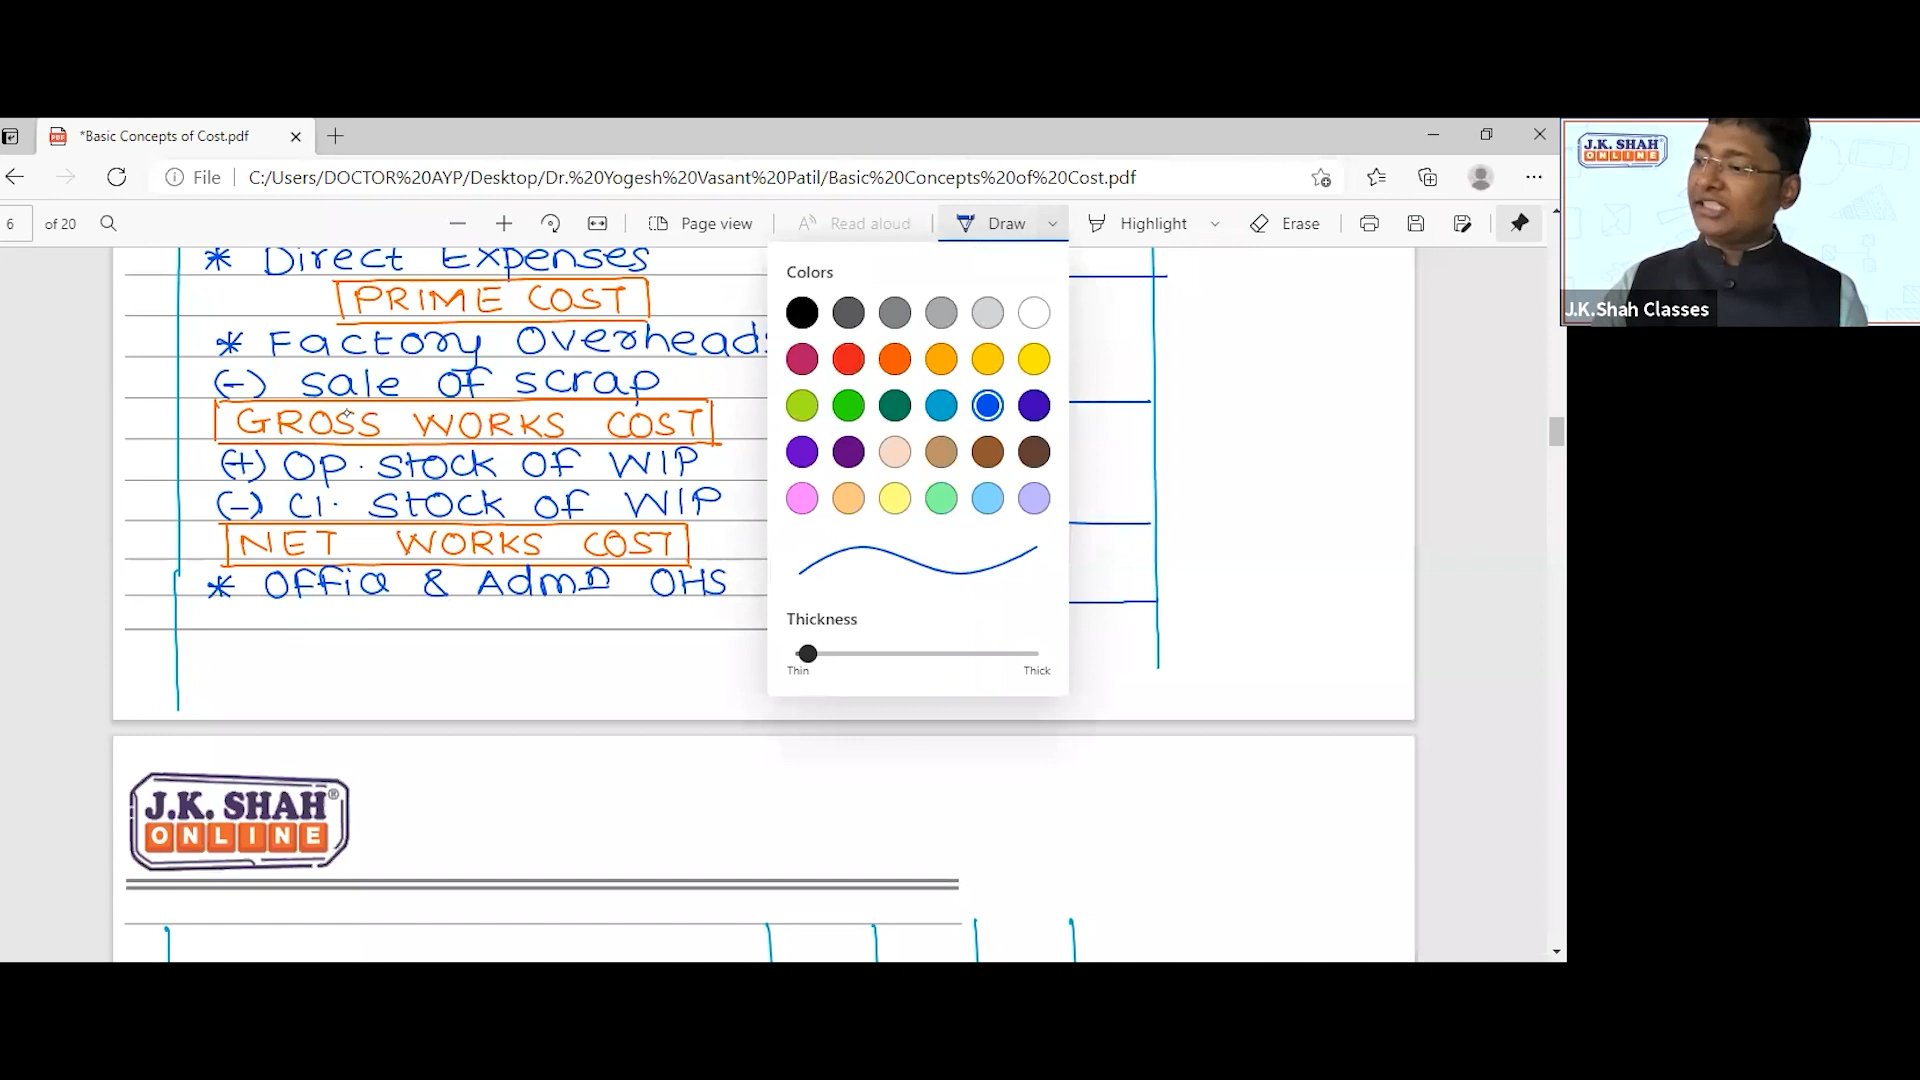 *Basic Concepts of Cost.pdf
File
C:/Users/DOCTOR%20AYP/Desktop/Dr.%20Yogesh%20Vasant%20Patil/Basic%20Concepts%20of%20Cost.pdf
6 of 20
Page view
Read aloud
Draw
Highlight
Erase
* Direct Expenses
PRIME COST
* Factory Overheads
(-) Sale of scrap
GROSS WORKS COST
(+) Op. Stock OF WIP
(-) Cl. Stock OF WIP
NET WORKS COST
* Offia & Admn OHS
Colors
Thickness
Thin
Thick
J.K. SHAH®
ONLINE
J.K. SHAH
ONLINE
J.K.Shah Classes